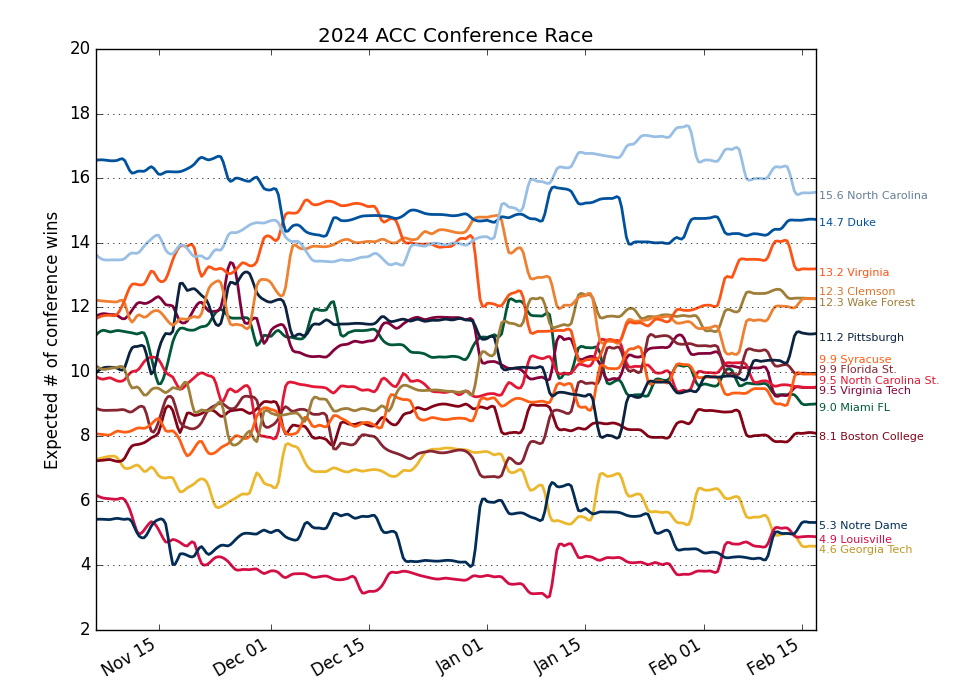 2024 ACC Conference Race
Expected # of conference wins
20
18
16
14
12
10
8
6
4
2
15.6 North Carolina
14.7 Duke
13.2 Virginia
12.3 Clemson
12.3 Wake Forest
11.2 Pittsburgh
9.9 Syracuse
9.9 Florida St.
9.5 North Carolina St.
9.5 Virginia Tech
9.0 Miami FL
8.1 Boston College
5.3 Notre Dame
4.9 Louisville
4.6 Georgia Tech
Nov 15
Dec 01
Dec 15
Jan 01
Jan 15
Feb 01
Feb 15